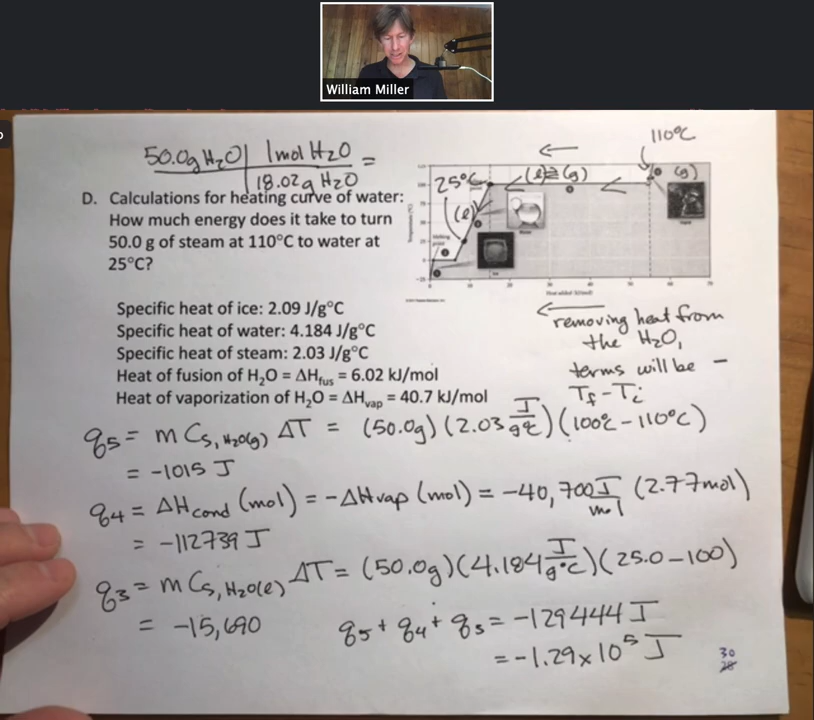 William Miller
50.0g H2O | 1mol H2O =
18.02g H2O
D. Calculations for heating curve of water:
How much energy does it take to turn
50.0 g of steam at 110°C to water at
25°C?
110°C
25°C
(l)⇌(g)
(g)
(l)
Specific heat of ice: 2.09 J/g°C
Specific heat of water: 4.184 J/g°C
Specific heat of steam: 2.03 J/g°C
Heat of fusion of H2O = ΔHfus = 6.02 kJ/mol
Heat of vaporization of H2O = ΔHvap = 40.7 kJ/mol
removing heat from
the H2O,
terms will be −
Tf - Ti
q5 = m Cs, H2O(g) ΔT = (50.0g)(2.03 J/g°C)(100°C - 110°C)
= -1015 J
q4 = ΔHcond (mol) = -ΔHvap (mol) = -40,700 J/mol (2.77mol)
= -112739 J
q3 = m Cs, H2O(l) ΔT = (50.0g)(4.184 J/g°C)(25.0-100)
= -15,690
q5 + q4 + q3 = -129444 J
= -1.29x10^5 J
30
28